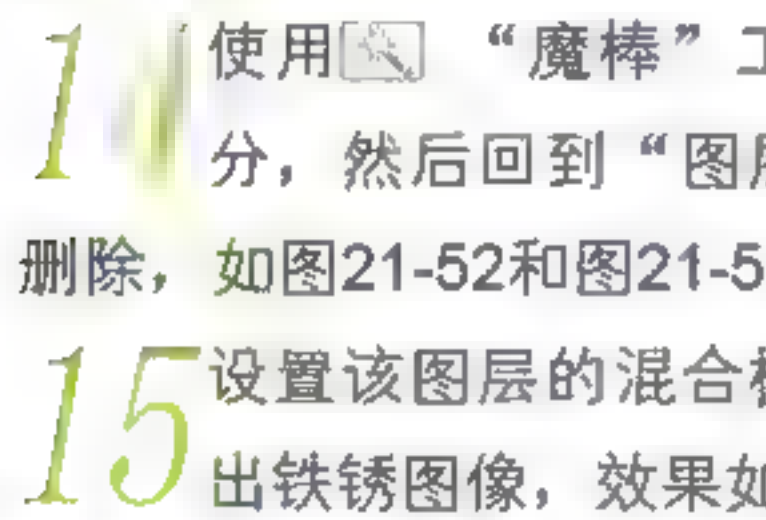 14 使用 “魔棒”
分，然后回到“图
删除，如图21-52和图21-5
15 设置该图层的混合
出铁锈图像，效果如